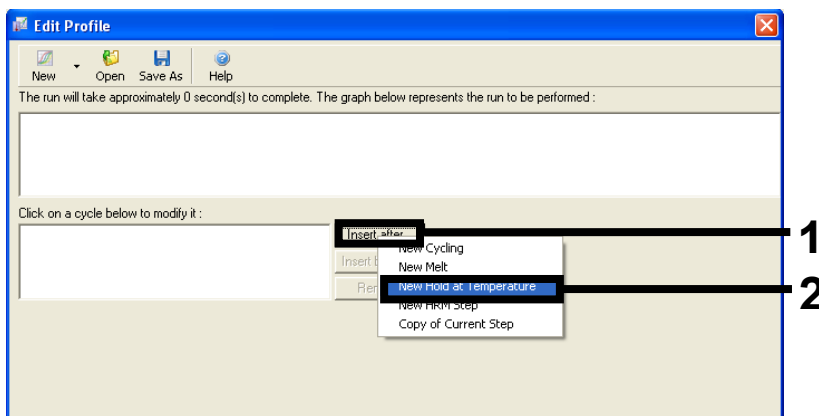 Edit Profile
New Open Save As Help
The run will take approximately 0 second(s) to complete. The graph below represents the run to be performed :
Click on a cycle below to modify it :
Insert after...
1
New Cycling
Insert
New Melt
New Hold at Temperature
2
New HRM Step
Copy of Current Step